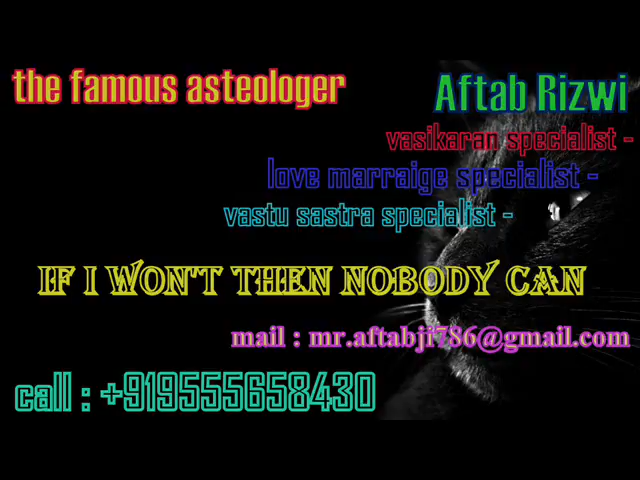 the famous asteologer
Aftab Rizwi
vasikaran specialist -
love marraige specialist -
vastu sastra specialist -
IF I WON'T THEN NOBODY CAN
mail : mr.aftabji786@gmail.com
call : +919555658430